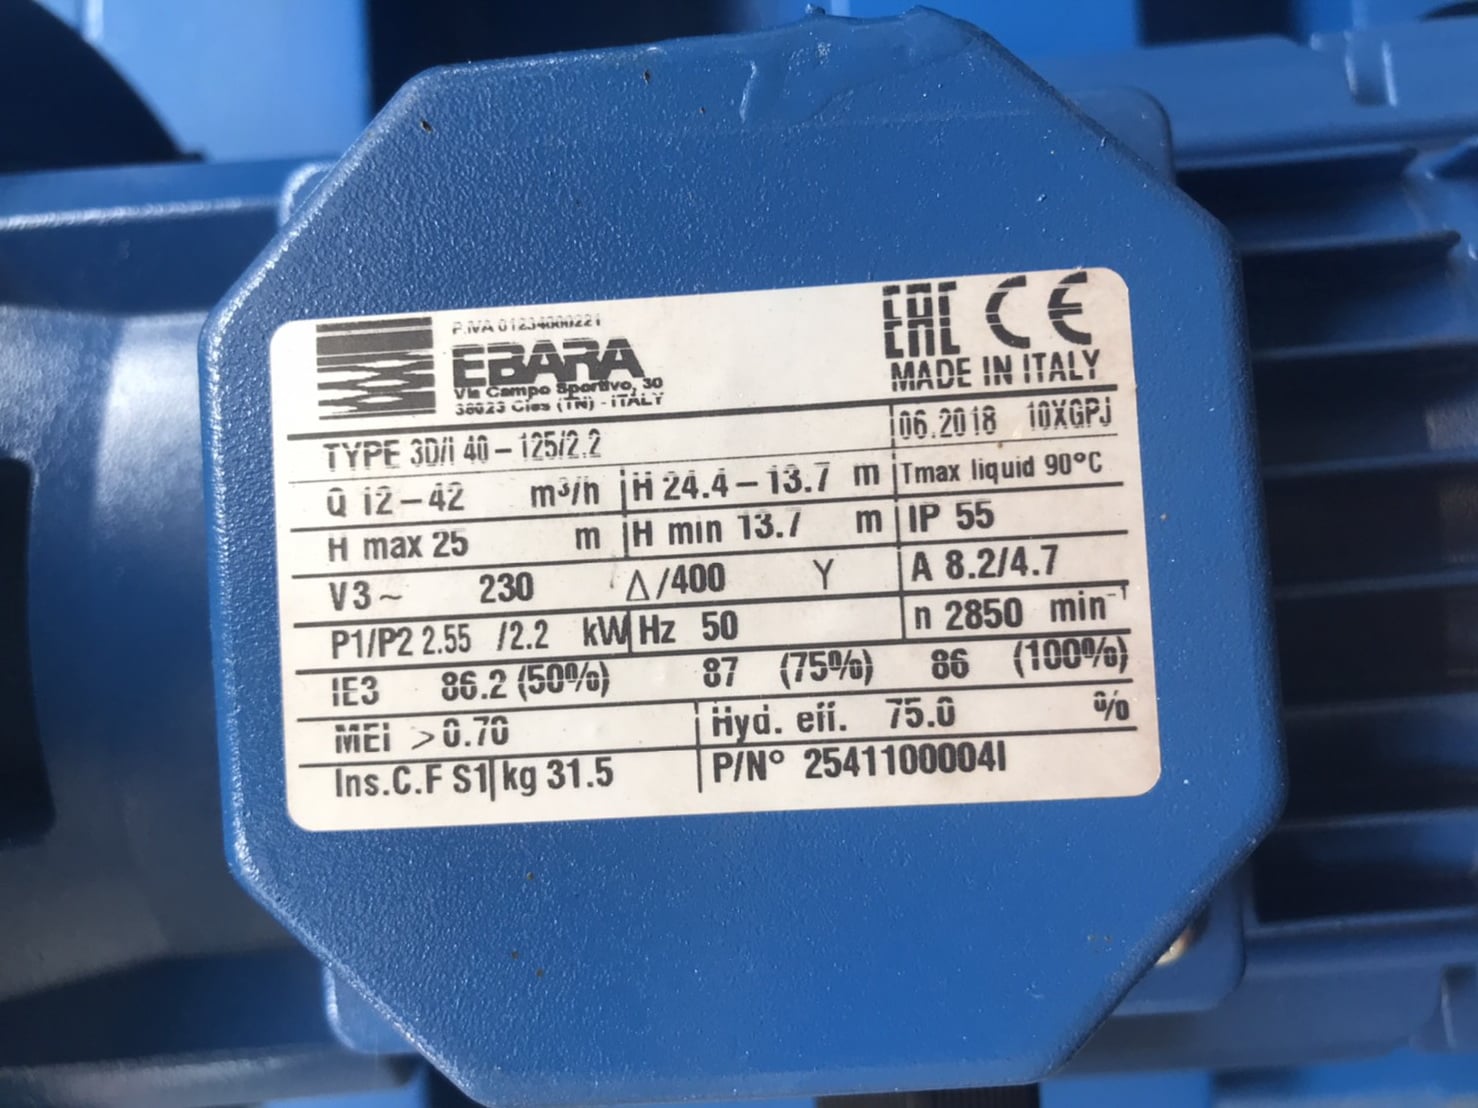 P.IVA 01234000221
EBARA
Via Campo Sportivo, 30
38023 Cles (TN) - ITALY
EAC CE
MADE IN ITALY
TYPE 3D/I 40 - 125/2.2 06.2018 10XGPJ
Q 12 - 42 m³/h H 24.4 - 13.7 m Tmax liquid 90°C
H max 25 m H min 13.7 m IP 55
V3~ 230 Δ/400 Y A 8.2/4.7
P1/P2 2.55 /2.2 kW Hz 50 n 2850 min⁻¹
IE3 86.2 (50%) 87 (75%) 86 (100%)
MEI >0.70 Hyd. eff. 75.0 %
Ins.C.F S1 kg 31.5 P/N° 2541100004I